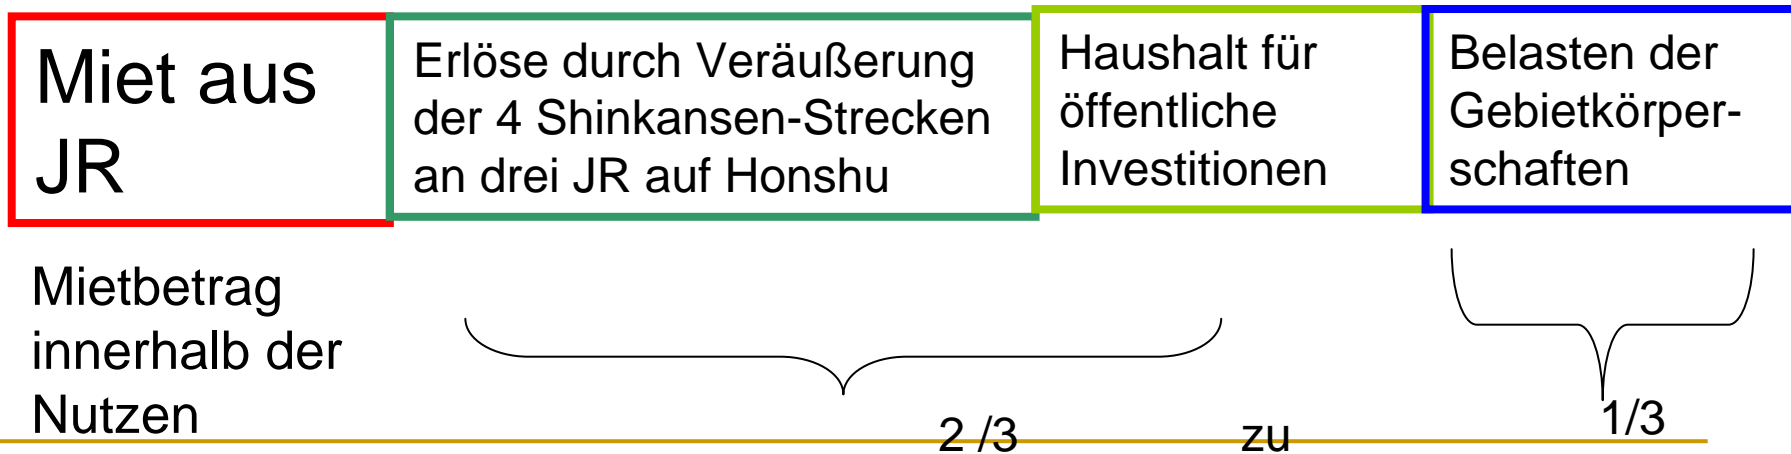 Miet aus
JR
Erlöse durch Veräußerung
der 4 Shinkansen-Strecken
an drei JR auf Honshu
Haushalt für
öffentliche
Investitionen
Belasten der
Gebietkörper-
schaften
Mietbetrag
innerhalb der
Nutzen
2 /3 zu 1/3